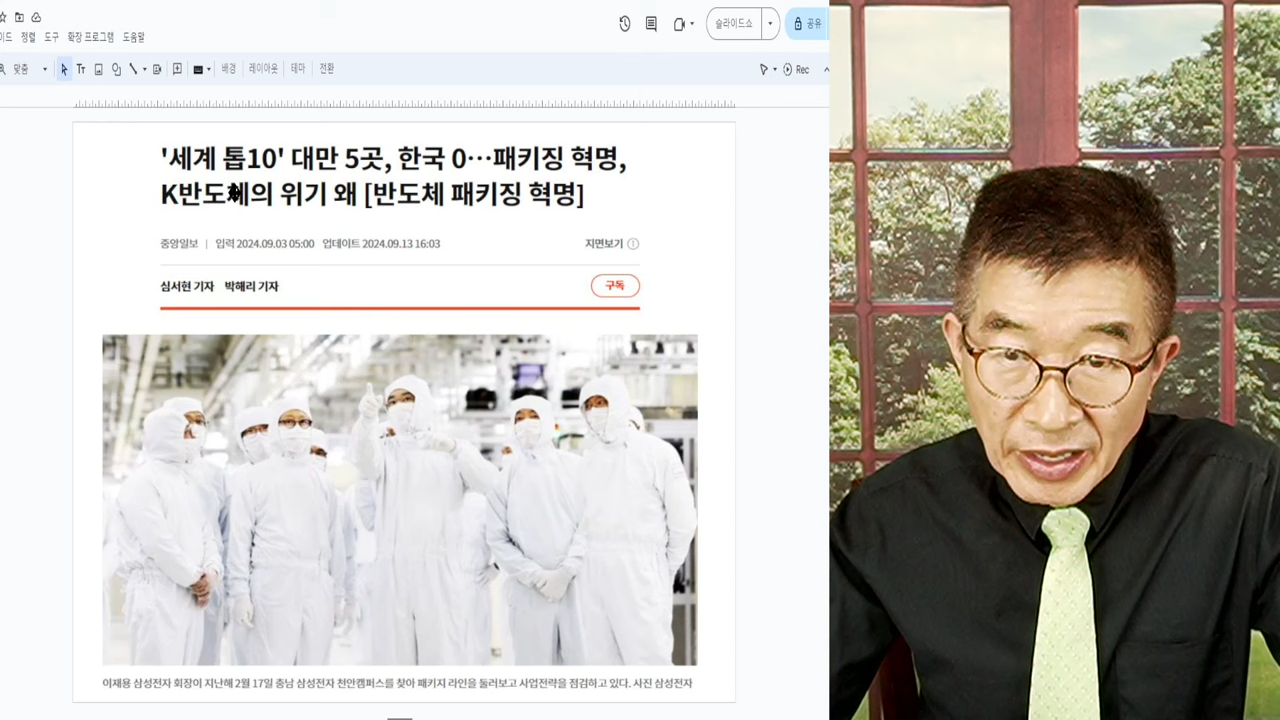 슬라이드쇼
공유
이드 정렬 도구 확장 프로그램 도움말
맞춤 Tт 배경 레이아웃 테마 전환 Rec
'세계 톱10' 대만 5곳, 한국 0…패키징 혁명,
K반도체의 위기 왜 [반도체 패키징 혁명]
중앙일보 | 입력 2024.09.03 05:00 업데이트 2024.09.13 16:03 지면보기
심서현 기자 박해리 기자 구독
이재용 삼성전자 회장이 지난해 2월 17일 충남 삼성전자 천안캠퍼스를 찾아 패키지 라인을 둘러보고 사업전략을 점검하고 있다. 사진 삼성전자